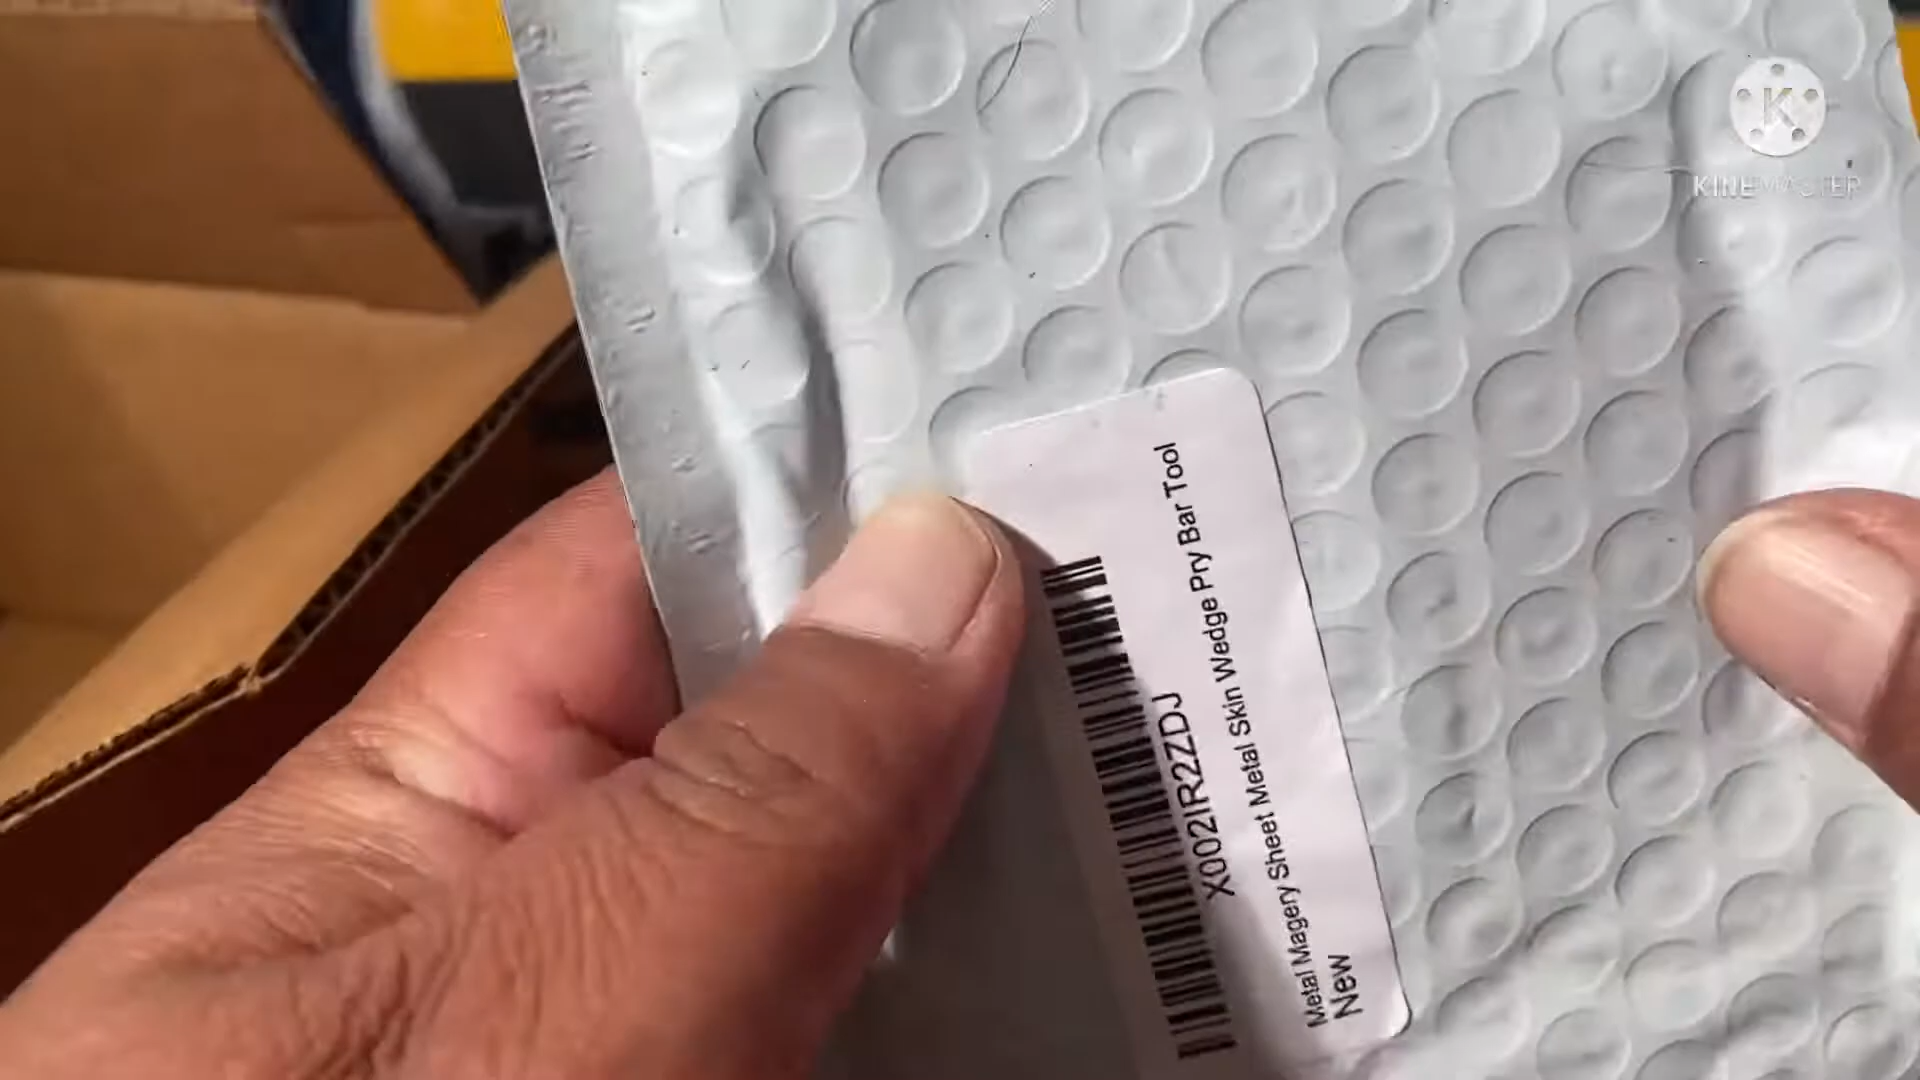 KINEMASTER
X002IR2ZDJ
Metal Magery Sheet Metal Skin Wedge Pry Bar Tool
New